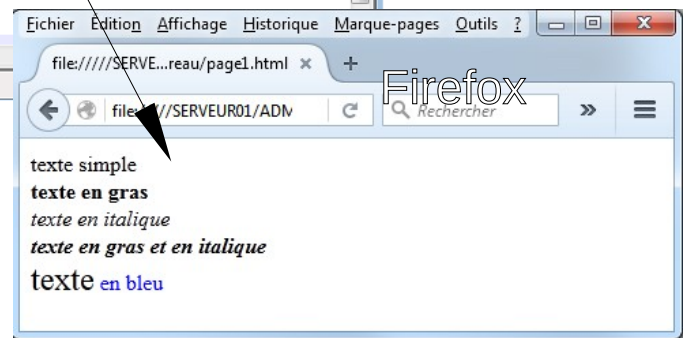 Fichier Edition Affichage Historique Marque-pages Outils ?
file://///SERVE...reau/page1.html × +
Firefox
file: /​//SERVEUR01/ADM Rechercher »
texte simple
texte en gras
texte en italique
texte en gras et en italique
texte en bleu